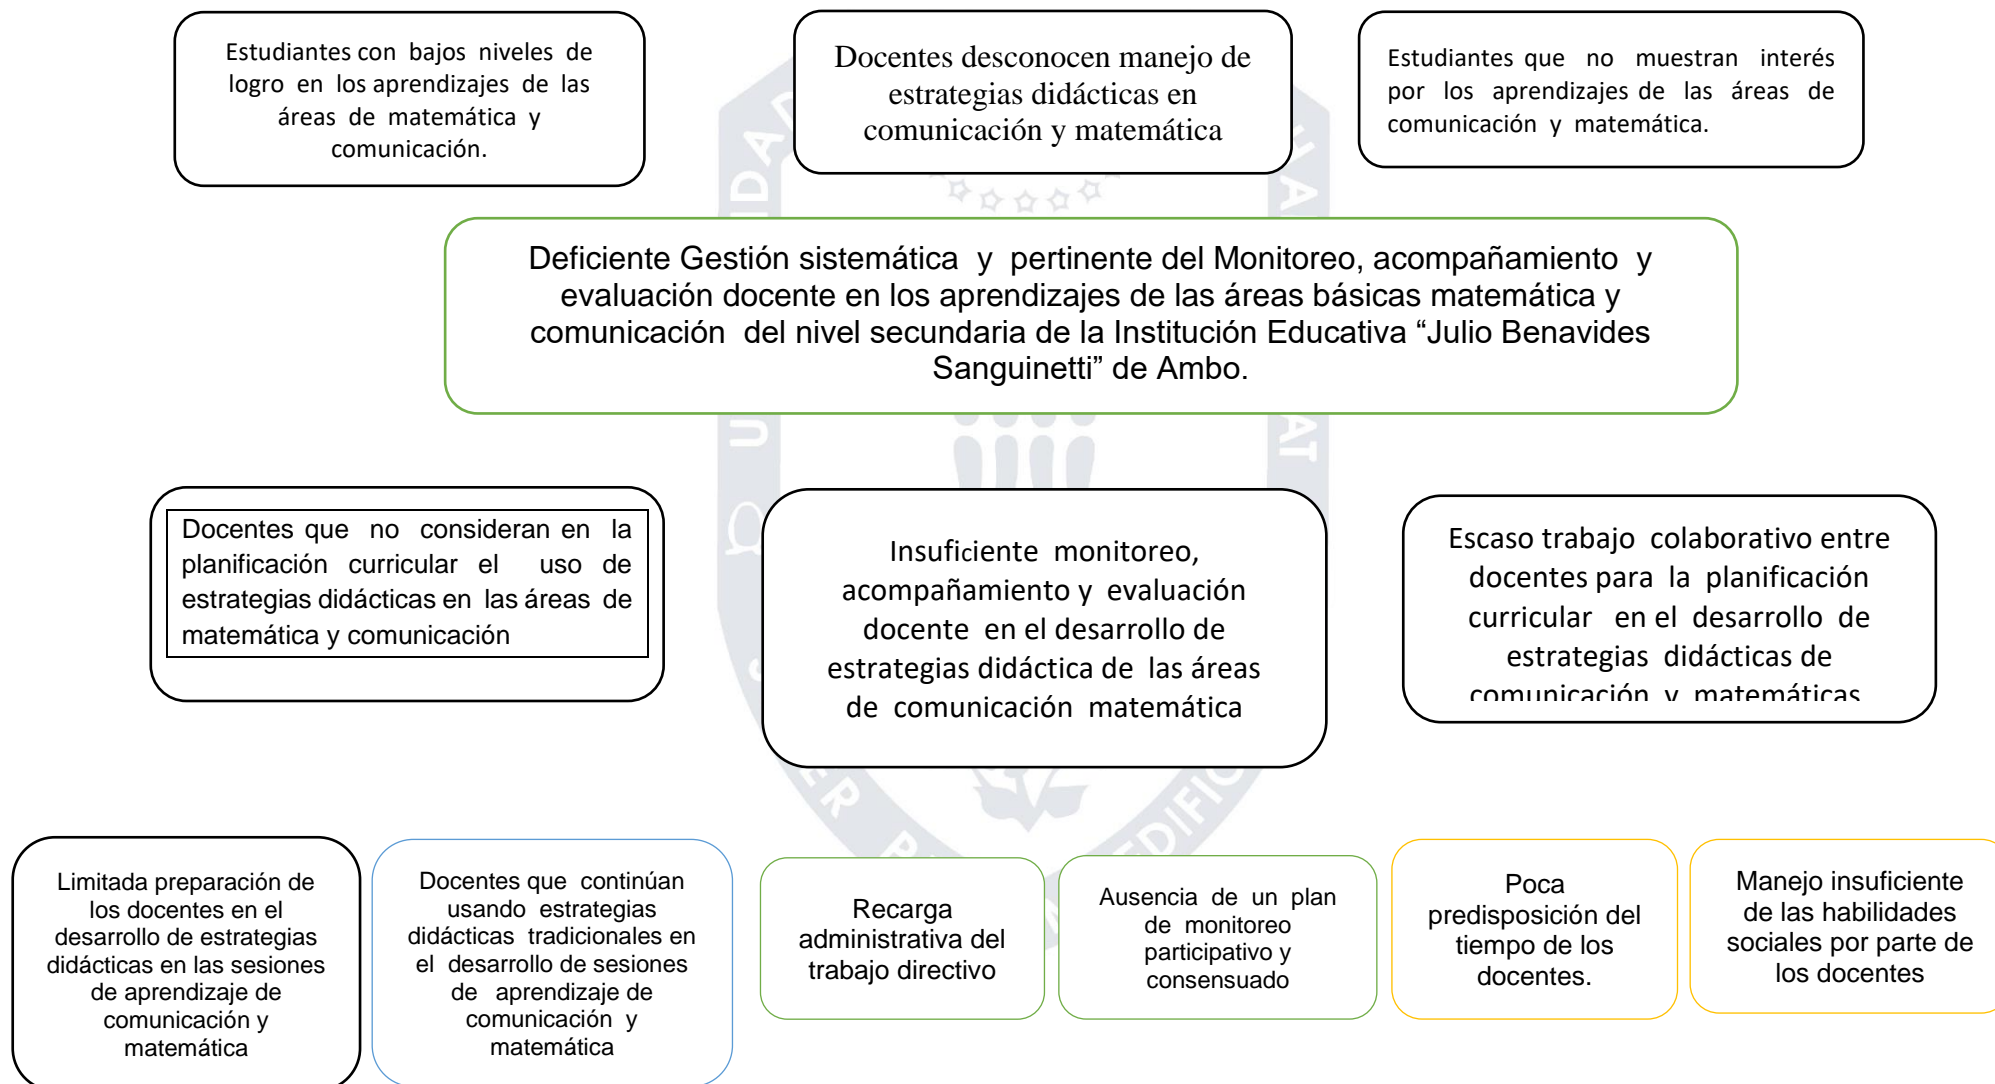 Estudiantes con bajos niveles de
logro en los aprendizajes de las
áreas de matemática y
comunicación.
Docentes desconocen manejo de
estrategias didácticas en
comunicación y matemática
Estudiantes que no muestran interés
por los aprendizajes de las áreas de
comunicación y matemática.
Deficiente Gestión sistemática y pertinente del Monitoreo, acompañamiento y
evaluación docente en los aprendizajes de las áreas básicas matemática y
comunicación del nivel secundaria de la Institución Educativa “Julio Benavides
Sanguinetti” de Ambo.
Docentes que no consideran en la
planificación curricular el uso de
estrategias didácticas en las áreas de
matemática y comunicación
Insuficiente monitoreo,
acompañamiento y evaluación
docente en el desarrollo de
estrategias didáctica de las áreas
de comunicación matemática
Escaso trabajo colaborativo entre
docentes para la planificación
curricular en el desarrollo de
estrategias didácticas de
comunicación y matemáticas
Limitada preparación de
los docentes en el
desarrollo de estrategias
didácticas en las sesiones
de aprendizaje de
comunicación y
matemática
Docentes que continúan
usando estrategias
didácticas tradicionales en
el desarrollo de sesiones
de aprendizaje de
comunicación y
matemática
Recarga
administrativa del
trabajo directivo
Ausencia de un plan
de monitoreo
participativo y
consensuado
Poca
predisposición del
tiempo de los
docentes.
Manejo insuficiente
de las habilidades
sociales por parte de
los docentes